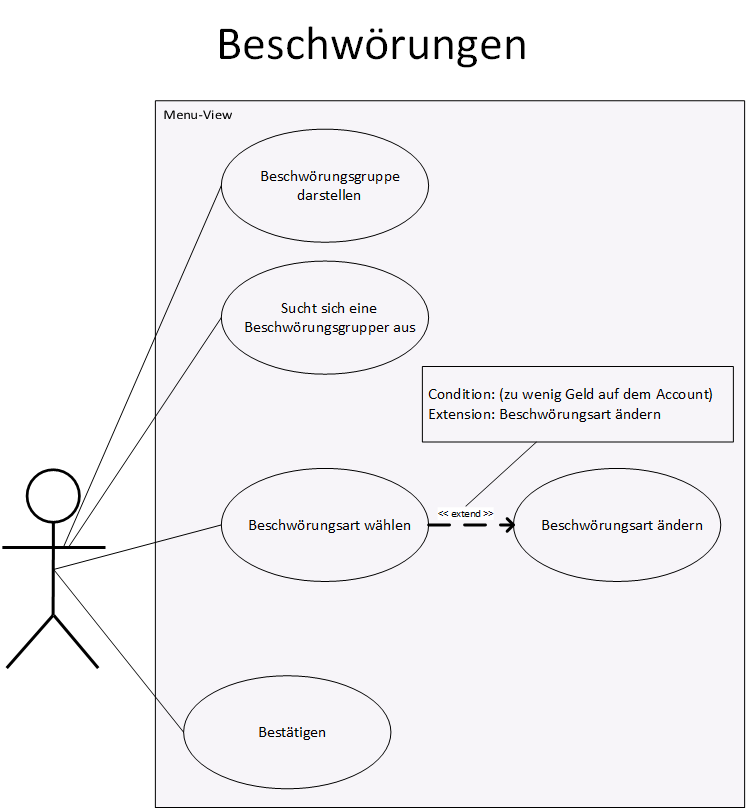 Beschwörungen
Menu-View
Beschwörungsgruppe
darstellen
Sucht sich eine
Beschwörungsgrupper aus
Condition: (zu wenig Geld auf dem Account)
Extension: Beschwörungsart ändern
Beschwörungsart wählen
<< extend >>
Beschwörungsart ändern
Bestätigen